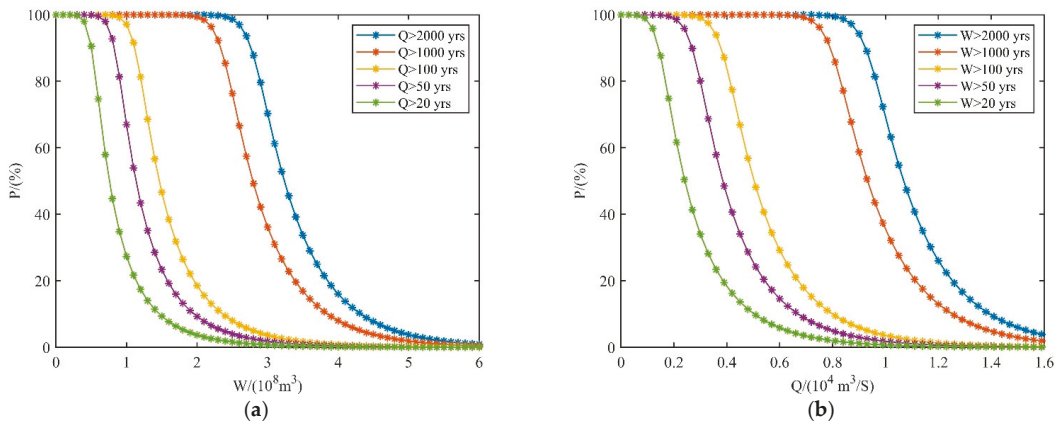 100
80
60
40
20
0
P/(%)
0 1 2 3 4 5 6
W/(10⁸m³)
Q>2000 yrs
Q>1000 yrs
Q>100 yrs
Q>50 yrs
Q>20 yrs
(a)
100
80
60
40
20
0
P/(%)
0 0.2 0.4 0.6 0.8 1 1.2 1.4 1.6
Q/(10⁴ m³/S)
W>2000 yrs
W>1000 yrs
W>100 yrs
W>50 yrs
W>20 yrs
(b)